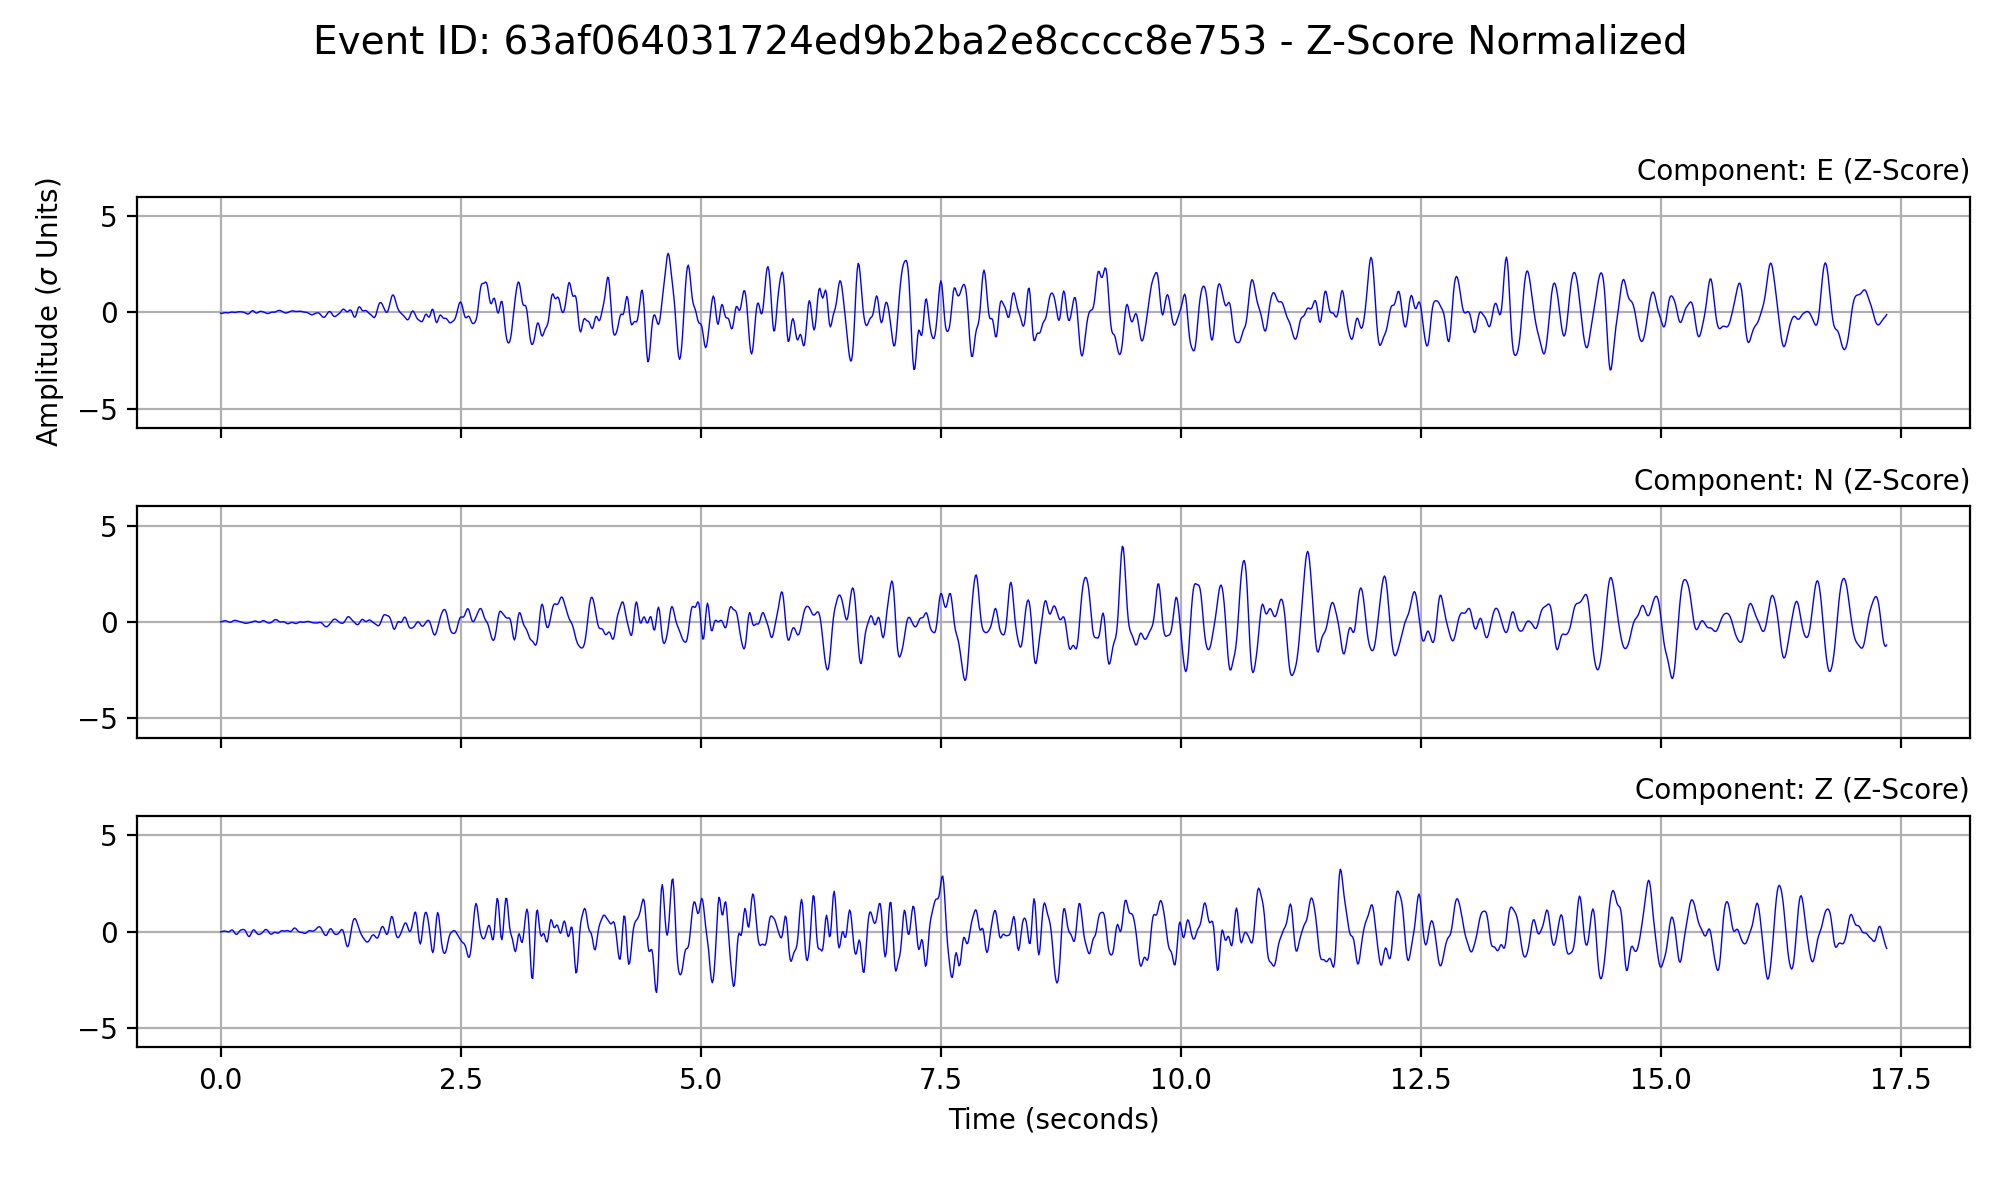 Event ID: 63af064031724ed9b2ba2e8cccc8e753 - Z-Score Normalized
Component: E (Z-Score)
Amplitude (σ Units)
5
0
−5
Component: N (Z-Score)
5
0
−5
Component: Z (Z-Score)
5
0
−5
0.0 2.5 5.0 7.5 10.0 12.5 15.0 17.5
Time (seconds)